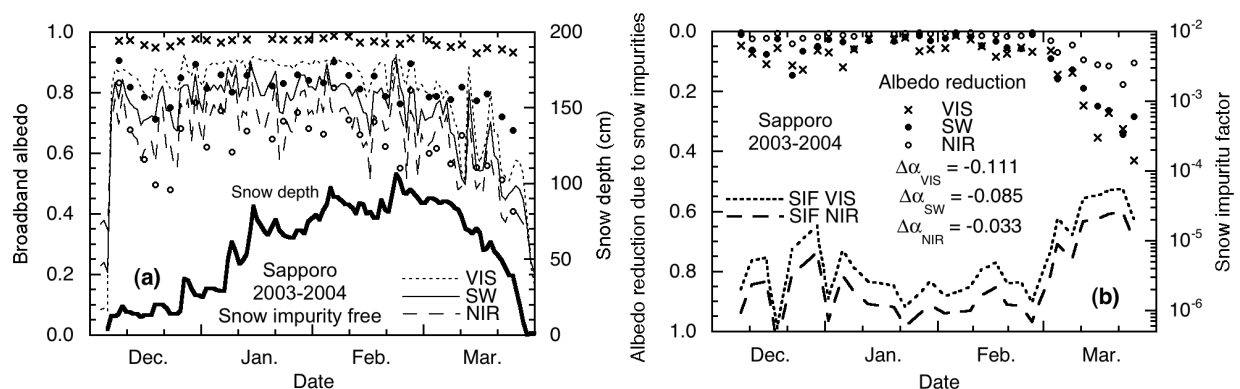 1.0
0.8
0.6
0.4
0.2
0.0
Broadband albedo
200
150
100
50
0
Snow depth (cm)
Snow depth
(a)
Sapporo
2003-2004
Snow impurity free
VIS
SW
NIR
Dec.
Jan.
Feb.
Mar.
Date
0.0
0.2
0.4
0.6
0.8
1.0
Albedo reduction due to snow impurities
10-2
10-3
10-4
10-5
10-6
Snow impuritu factor
Sapporo
2003-2004
Albedo reduction
VIS
SW
NIR
ΔαVIS = -0.111
ΔαSW = -0.085
ΔαNIR = -0.033
SIF VIS
SIF NIR
(b)
Dec.
Jan.
Feb.
Mar.
Date